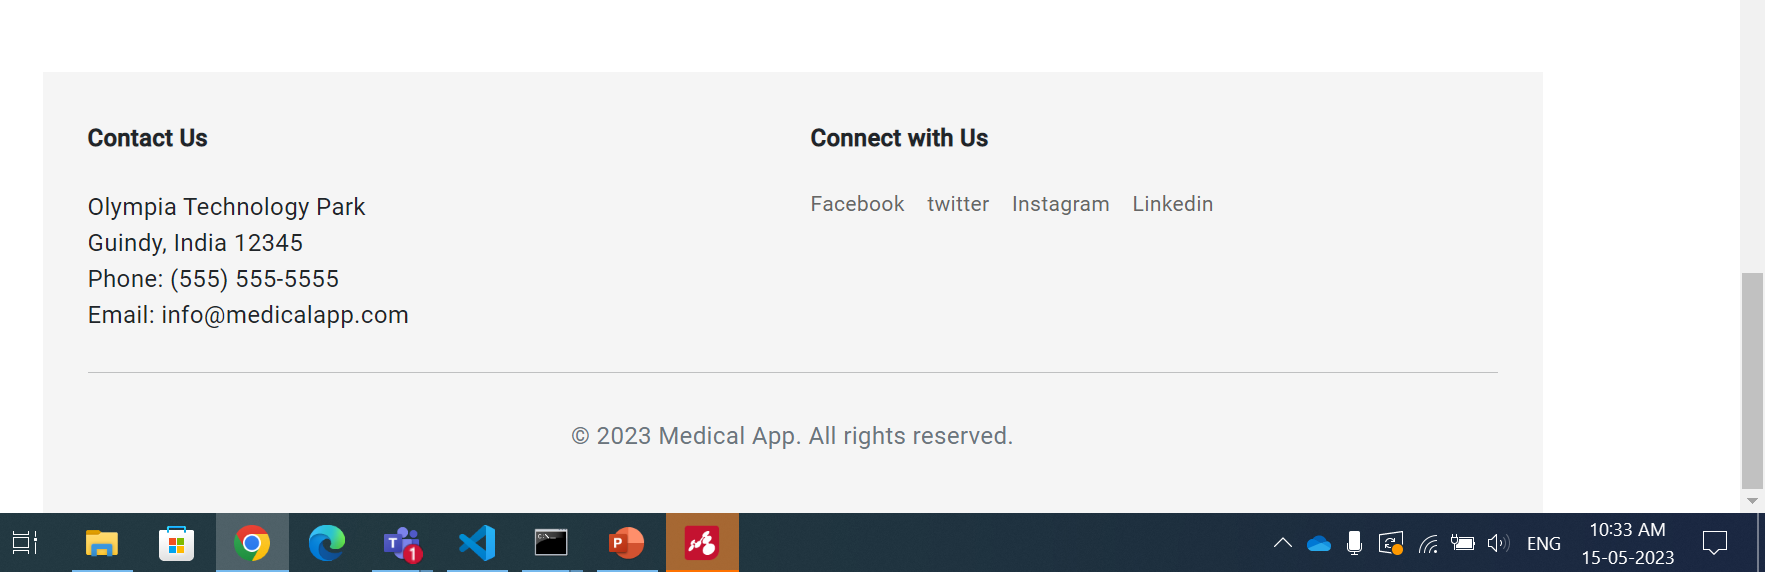 Contact Us
Olympia Technology Park
Guindy, India 12345
Phone: (555) 555-5555
Email: info@medicalapp.com
Connect with Us
Facebook twitter Instagram Linkedin
© 2023 Medical App. All rights reserved.
T 1
C:\_
P
ENG
10:33 AM
15-05-2023